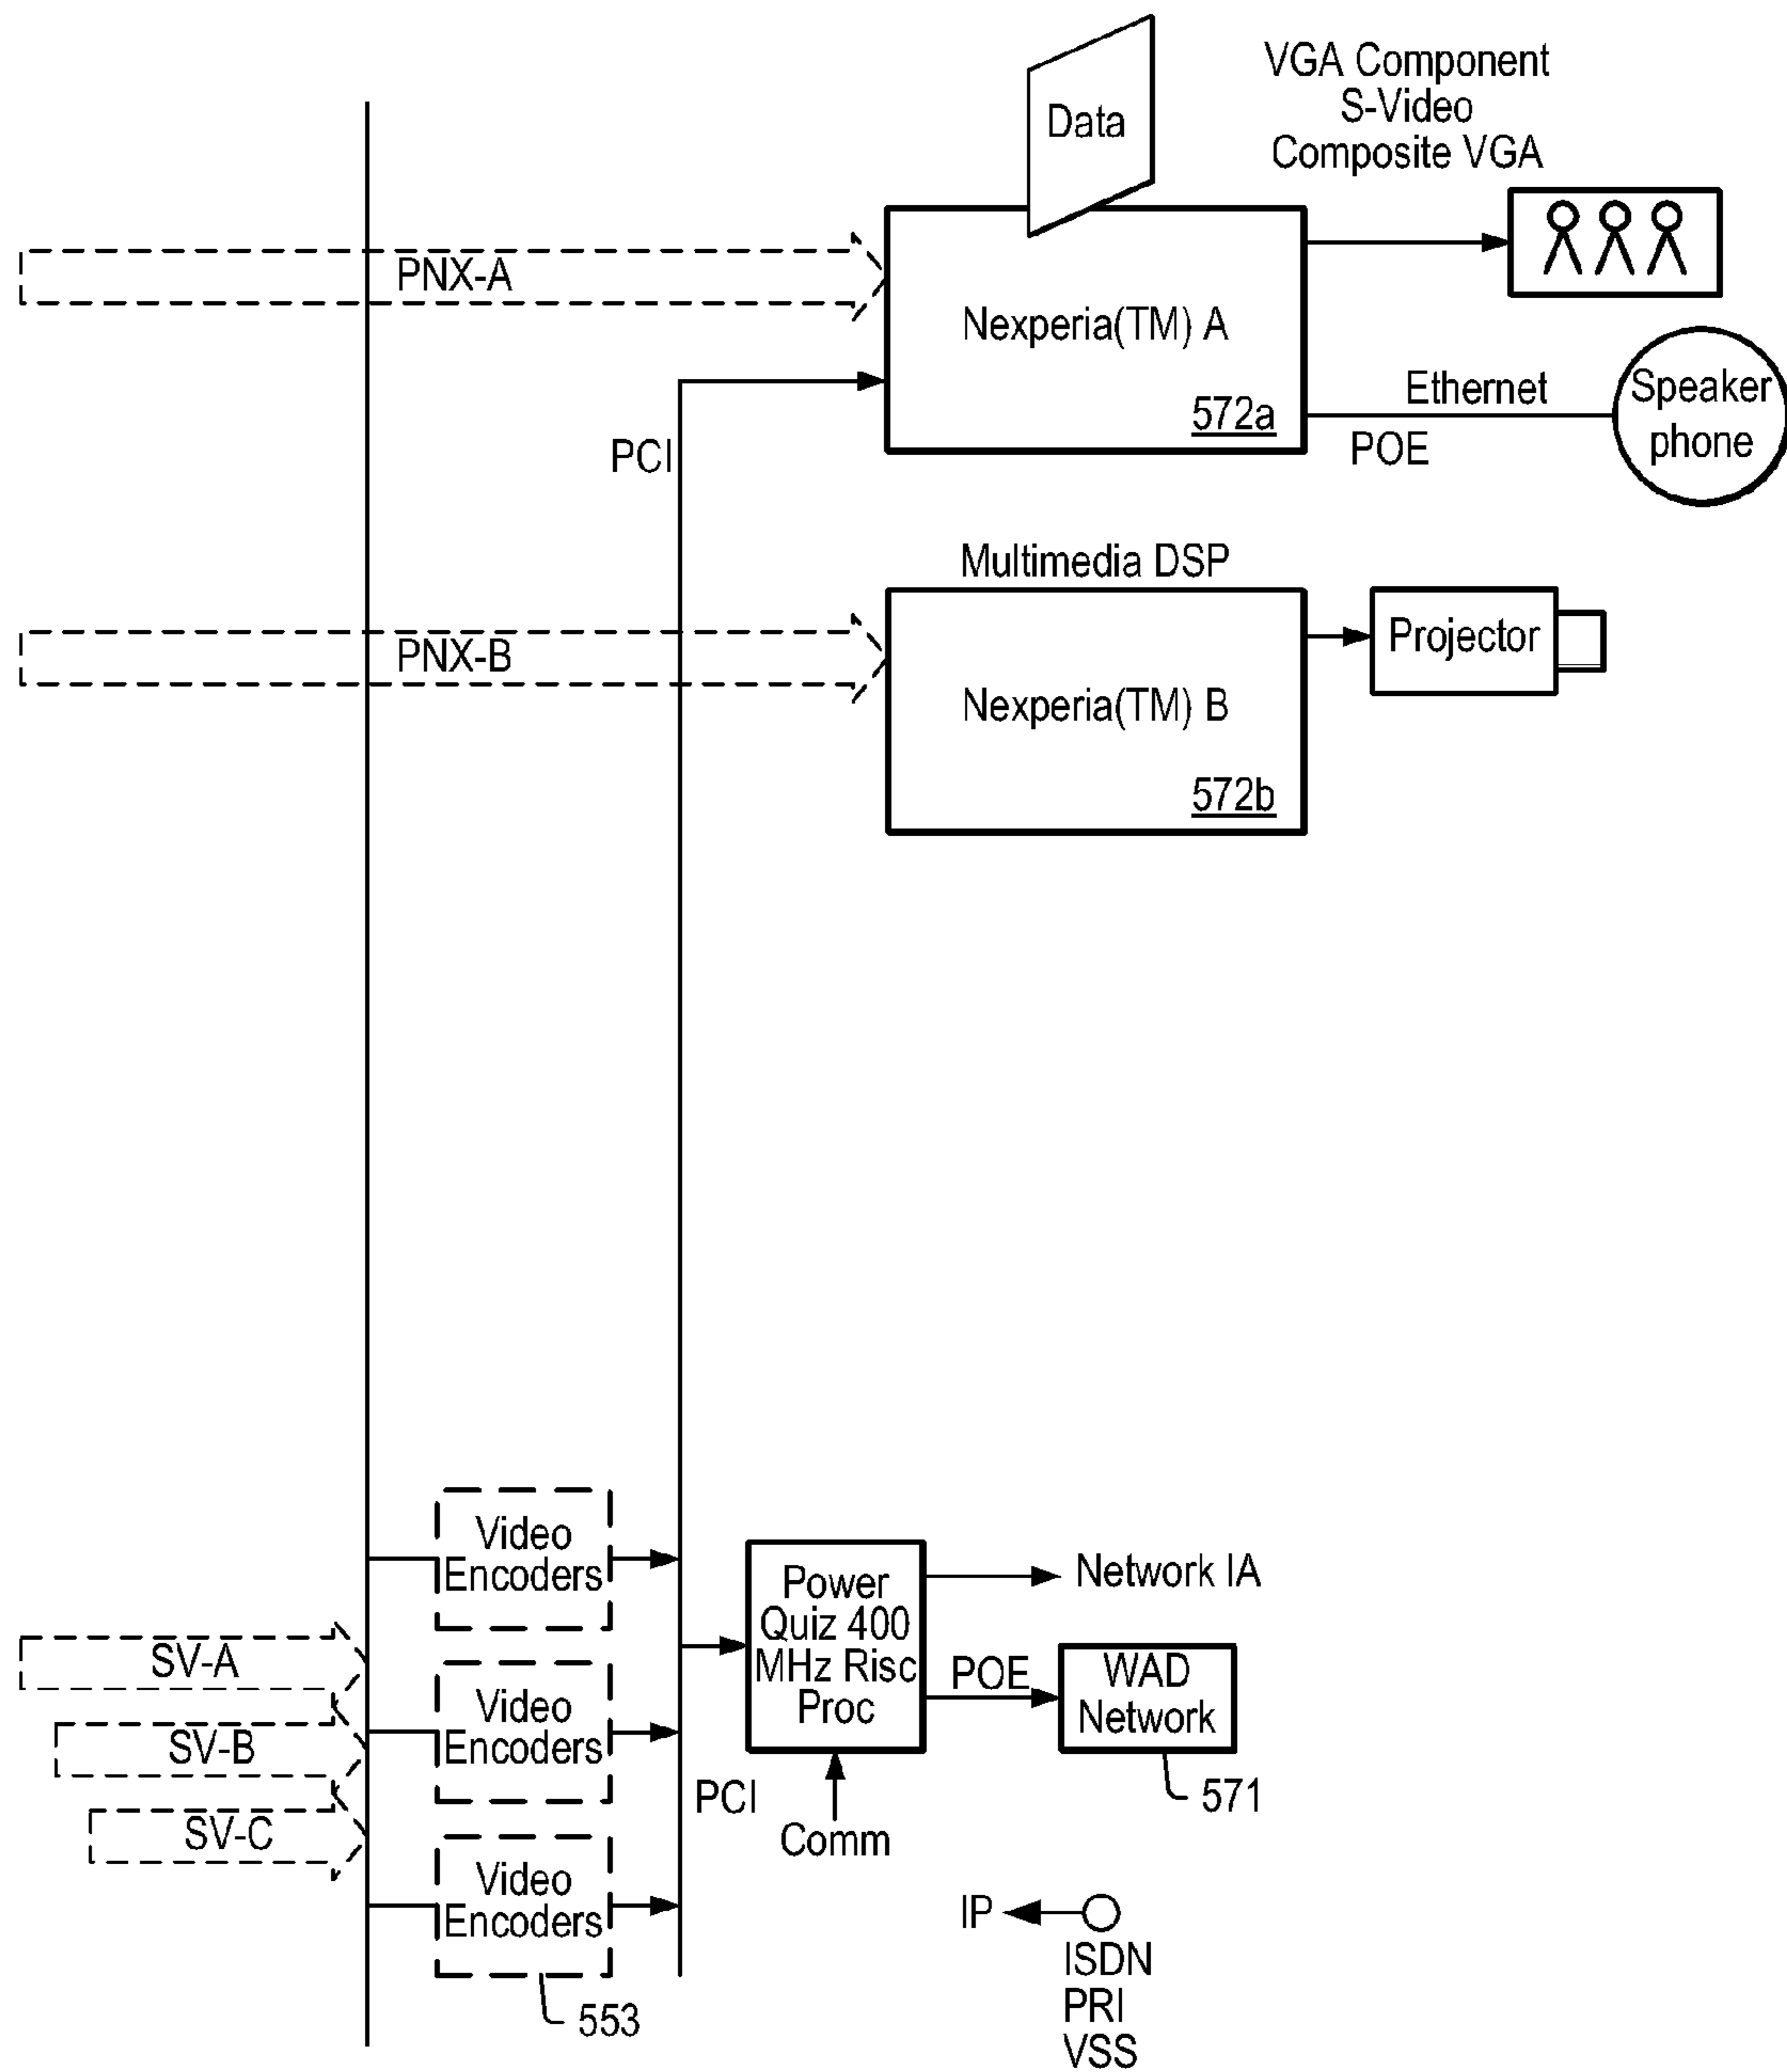 Data
VGA Component
S-Video
Composite VGA
PNX-A
Nexperia(TM) A
572a
Ethernet
POE
Speaker
phone
PCI
Multimedia DSP
PNX-B
Nexperia(TM) B
572b
Projector
Video
Encoders
Power
Quiz 400
MHz Risc
Proc
Network IA
SV-A
Video
Encoders
POE
WAD
Network
SV-B
571
PCI
SV-C
Comm
Video
Encoders
553
IP
ISDN
PRI
VSS